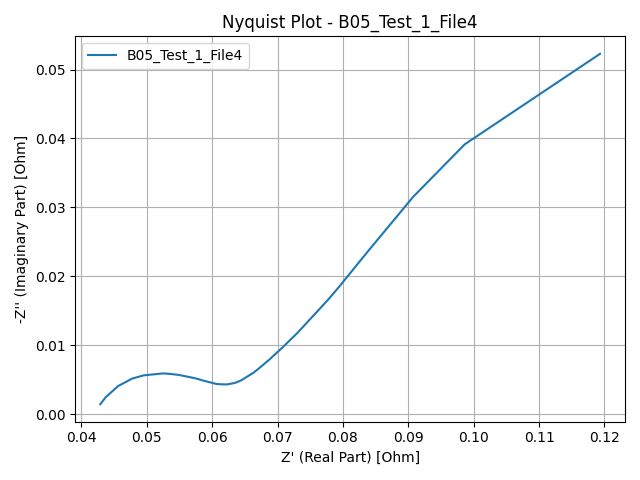 Nyquist Plot - B05_Test_1_File4
B05_Test_1_File4
-Z'' (Imaginary Part) [Ohm]
0.05
0.04
0.03
0.02
0.01
0.00
0.04 0.05 0.06 0.07 0.08 0.09 0.10 0.11 0.12
Z' (Real Part) [Ohm]